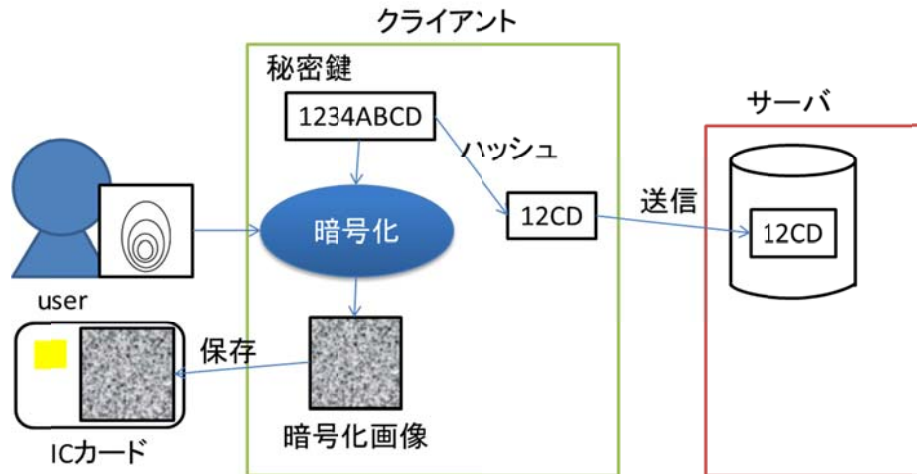 クライアント
秘密鍵
1234ABCD
ハッシュ
サーバ
暗号化
12CD
送信
12CD
user
保存
暗号化画像
ICカード